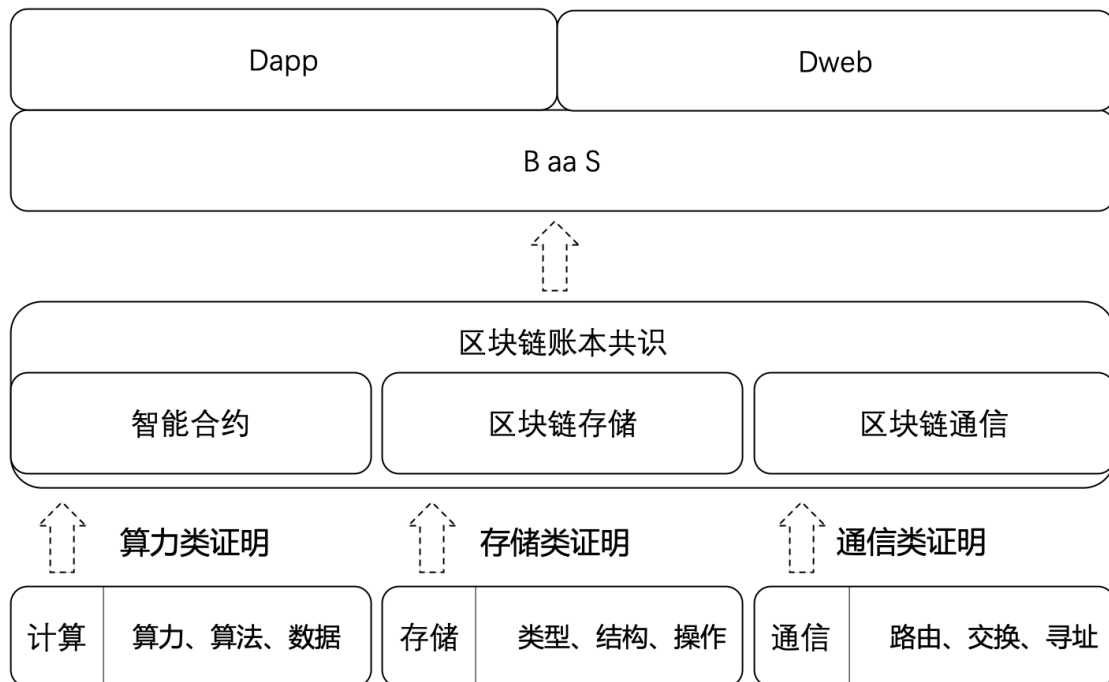 Dapp
Dweb
B aa S
区块链账本共识
智能合约
区块链存储
区块链通信
算力类证明
存储类证明
通信类证明
计算
算力、算法、数据
存储
类型、结构、操作
通信
路由、交换、寻址